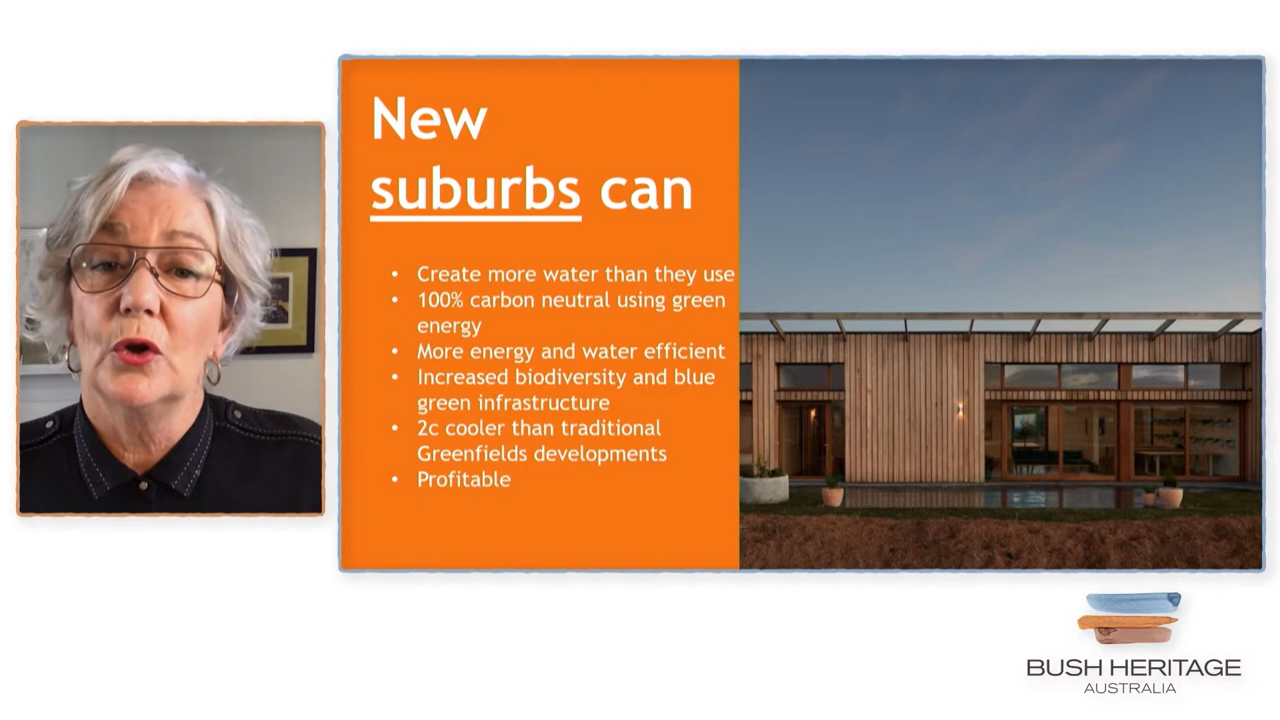 New
suburbs can
• Create more water than they use
• 100% carbon neutral using green
energy
• More energy and water efficient
• Increased biodiversity and blue
green infrastructure
• 2c cooler than traditional
Greenfields developments
• Profitable
BUSH HERITAGE
AUSTRALIA